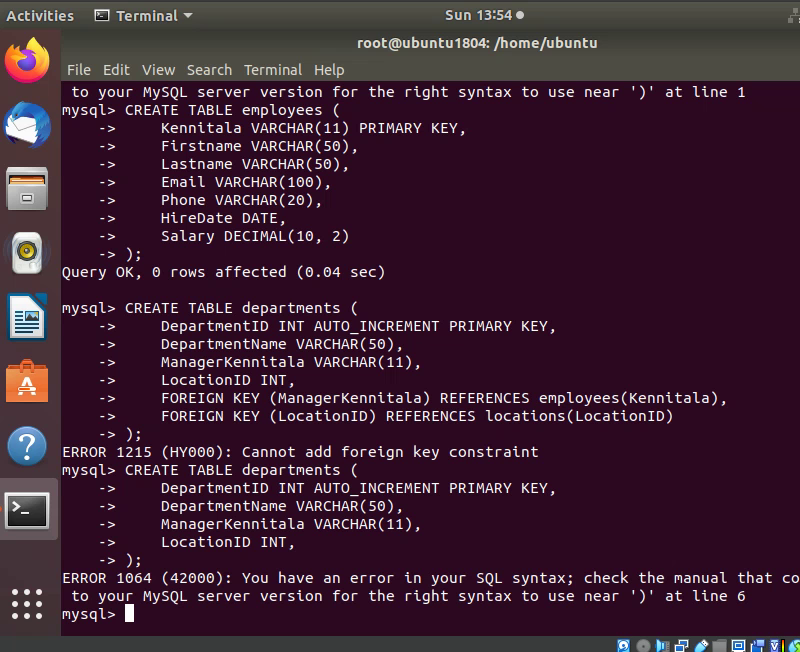 Activities Terminal Sun 13:54
root@ubuntu1804: /home/ubuntu
File Edit View Search Terminal Help
to your MySQL server version for the right syntax to use near ')' at line 1
mysql> CREATE TABLE employees (
    ->     Kennitala VARCHAR(11) PRIMARY KEY,
    ->     Firstname VARCHAR(50),
    ->     Lastname VARCHAR(50),
    ->     Email VARCHAR(100),
    ->     Phone VARCHAR(20),
    ->     HireDate DATE,
    ->     Salary DECIMAL(10, 2)
    -> );
Query OK, 0 rows affected (0.04 sec)
mysql> CREATE TABLE departments (
    ->     DepartmentID INT AUTO_INCREMENT PRIMARY KEY,
    ->     DepartmentName VARCHAR(50),
    ->     ManagerKennitala VARCHAR(11),
    ->     LocationID INT,
    ->     FOREIGN KEY (ManagerKennitala) REFERENCES employees(Kennitala),
    ->     FOREIGN KEY (LocationID) REFERENCES locations(LocationID)
    -> );
ERROR 1215 (HY000): Cannot add foreign key constraint
mysql> CREATE TABLE departments (
    ->     DepartmentID INT AUTO_INCREMENT PRIMARY KEY,
    ->     DepartmentName VARCHAR(50),
    ->     ManagerKennitala VARCHAR(11),
    ->     LocationID INT,
    -> );
ERROR 1064 (42000): You have an error in your SQL syntax; check the manual that co
to your MySQL server version for the right syntax to use near ')' at line 6
mysql>